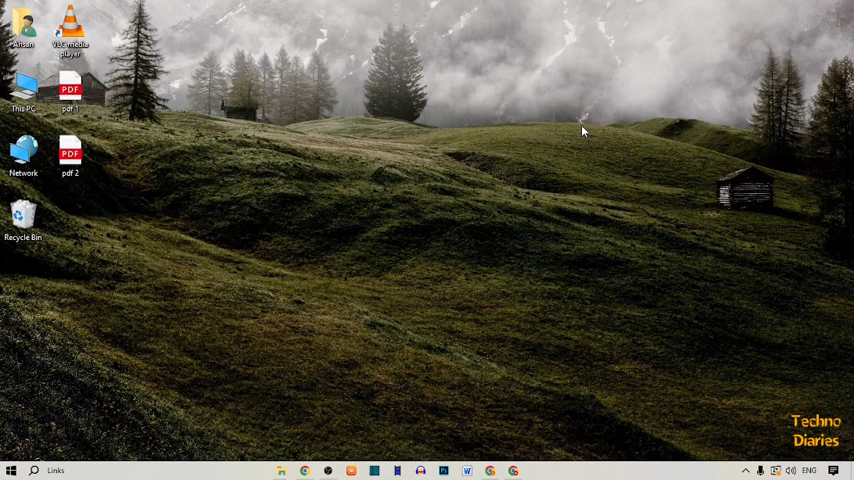 Ahsan
VLC media
player
This PC
pdf 1
Network
pdf 2
Recycle Bin
Techno
Diaries
Links
ENG